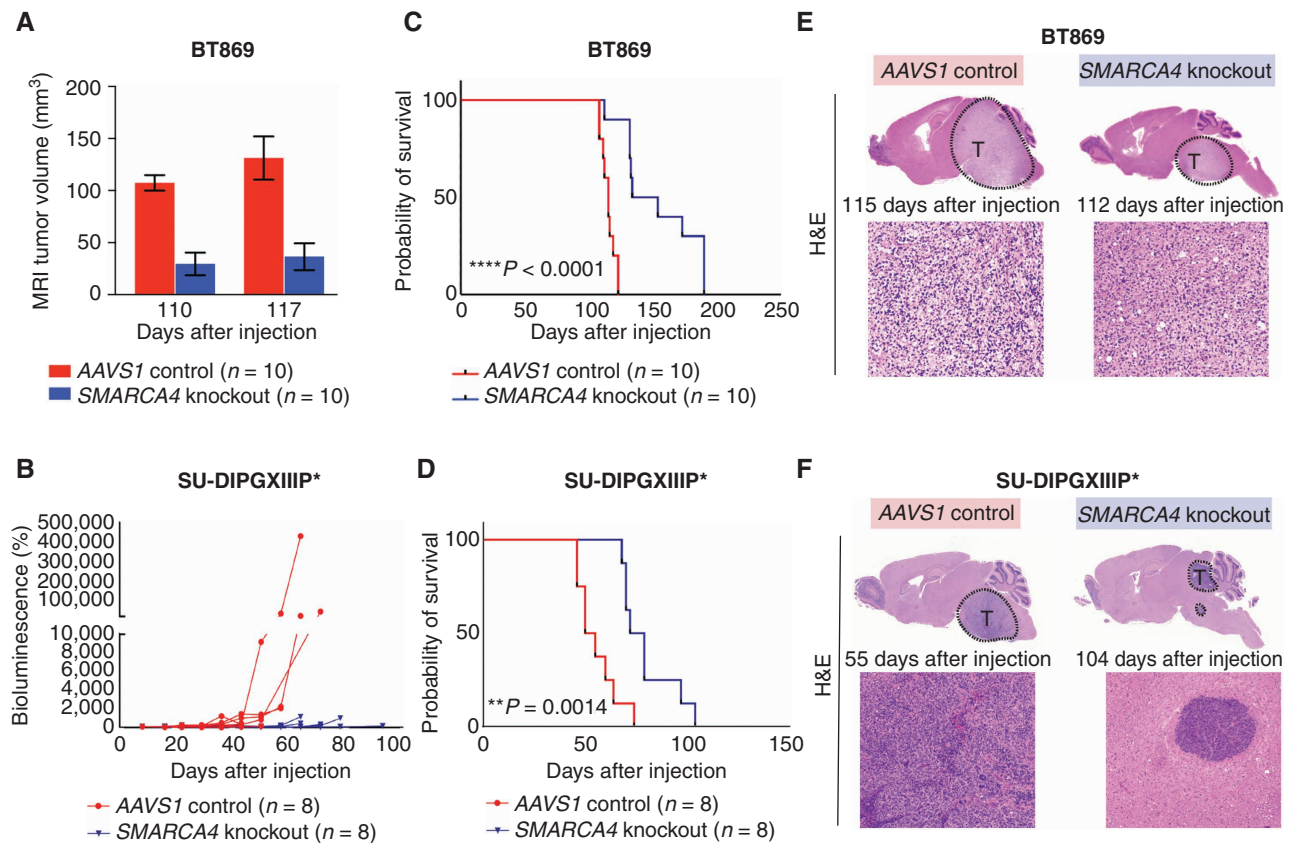 A
BT869
MRI tumor volume (mm³)
200
150
100
50
0
110
117
Days after injection
AAVS1 control (n = 10)
SMARCA4 knockout (n = 10)
B
SU-DIPGXIIIP*
Bioluminesence (%)
500,000
400,000
300,000
200,000
100,000
10,000
8,000
6,000
4,000
2,000
0
0 20 40 60 80 100
Days after injection
AAVS1 control (n = 8)
SMARCA4 knockout (n = 8)
C
BT869
Probability of survival
100
50
0
****P < 0.0001
0 50 100 150 200 250
Days after injection
AAVS1 control (n = 10)
SMARCA4 knockout (n = 10)
D
SU-DIPGXIIIP*
Probability of survival
100
50
0
**P = 0.0014
0 50 100 150
Days after injection
AAVS1 control (n = 8)
SMARCA4 knockout (n = 8)
E
BT869
AAVS1 control
SMARCA4 knockout
H&E
T
T
115 days after injection
112 days after injection
F
SU-DIPGXIIIP*
AAVS1 control
SMARCA4 knockout
H&E
T
T
55 days after injection
104 days after injection